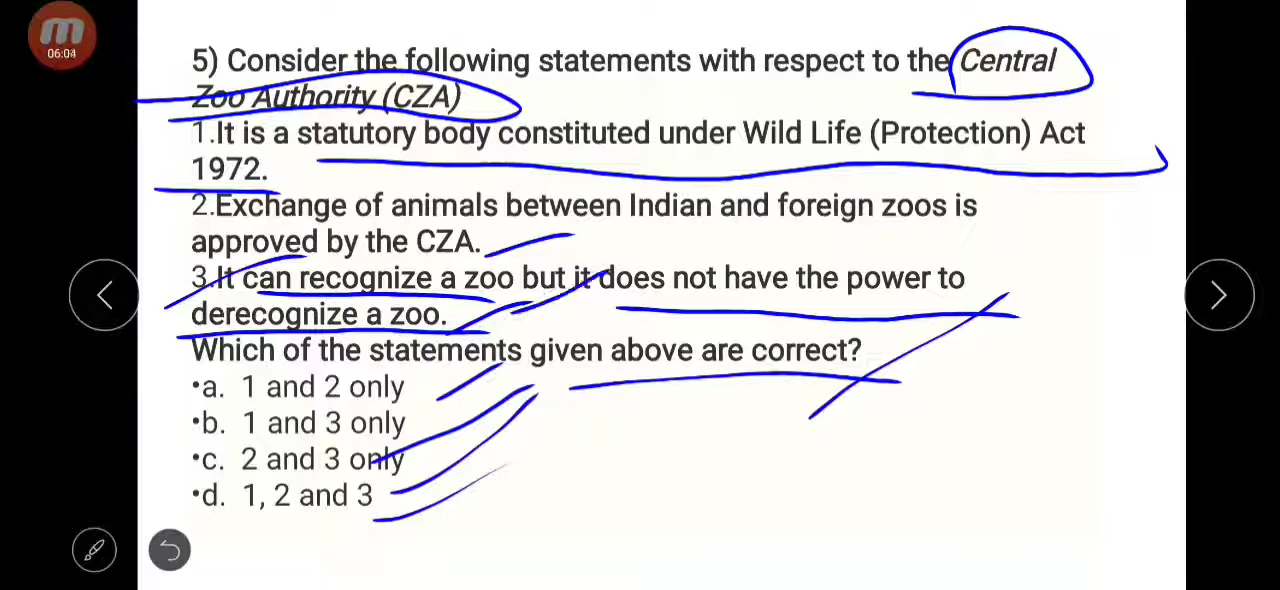 06:04
5) Consider the following statements with respect to the Central
Zoo Authority (CZA)
1.It is a statutory body constituted under Wild Life (Protection) Act
1972.
2.Exchange of animals between Indian and foreign zoos is
approved by the CZA.
3.It can recognize a zoo but it does not have the power to
derecognize a zoo.
Which of the statements given above are correct?
•a. 1 and 2 only
•b. 1 and 3 only
•c. 2 and 3 only
•d. 1, 2 and 3